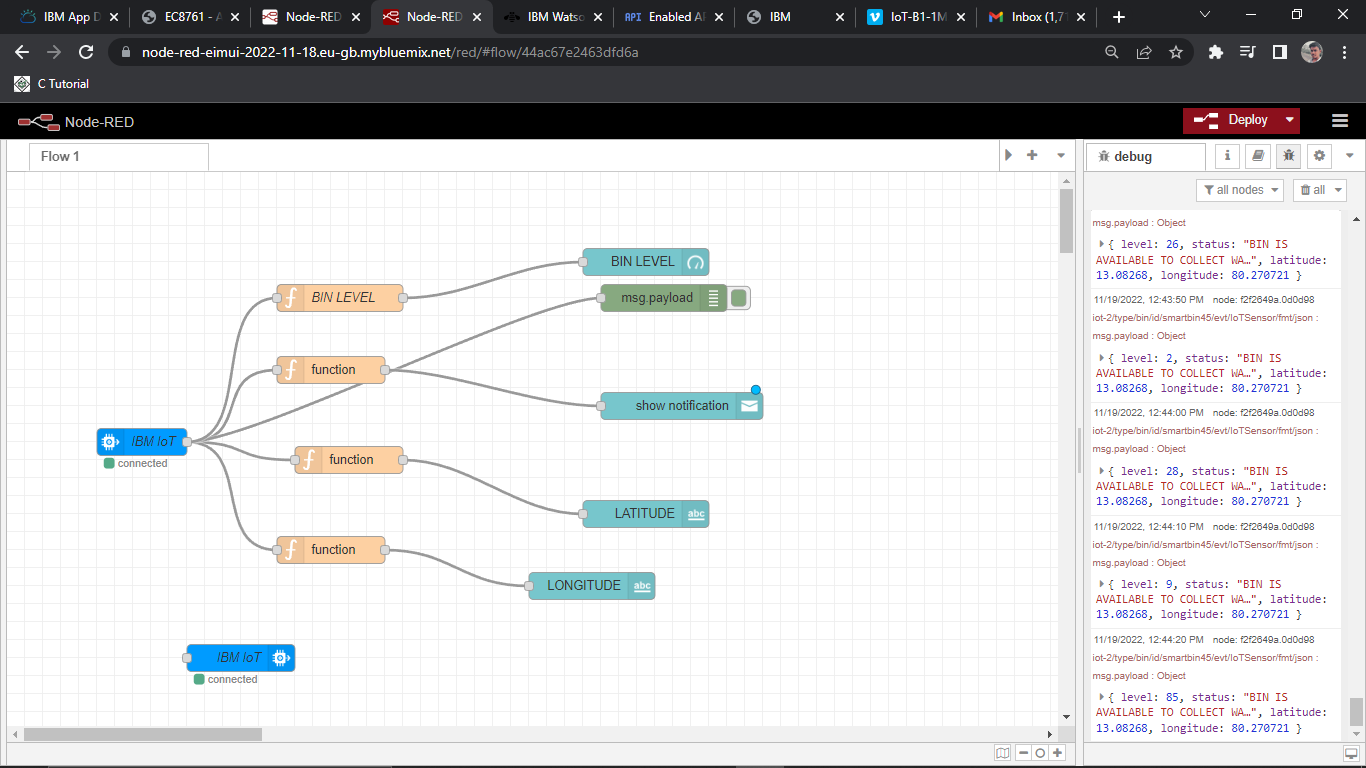 IBM App D
EC8761 - A
Node-RED
Node-RED
IBM Watso
API Enabled AP
IBM
IoT-B1-1M
Inbox (1,71
node-red-eimui-2022-11-18.eu-gb.mybluemix.net/red/#flow/44ac67e2463dfd6a
C Tutorial
Node-RED
Deploy
Flow 1
debug
i
all nodes
all
BIN LEVEL
BIN LEVEL
msg.payload
function
show notification
IBM IoT
connected
function
LATITUDE
abc
function
LONGITUDE
abc
IBM IoT
connected
msg.payload : Object
{ level: 26, status: "BIN IS
AVAILABLE TO COLLECT WA…", latitude:
13.08268, longitude: 80.270721 }
11/19/2022, 12:43:50 PM node: f2f2649a.0d0d98
iot-2/type/bin/id/smartbin45/evt/IoTSensor/fmt/json :
msg.payload : Object
{ level: 2, status: "BIN IS
AVAILABLE TO COLLECT WA…", latitude:
13.08268, longitude: 80.270721 }
11/19/2022, 12:44:00 PM node: f2f2649a.0d0d98
iot-2/type/bin/id/smartbin45/evt/IoTSensor/fmt/json :
msg.payload : Object
{ level: 28, status: "BIN IS
AVAILABLE TO COLLECT WA…", latitude:
13.08268, longitude: 80.270721 }
11/19/2022, 12:44:10 PM node: f2f2649a.0d0d98
iot-2/type/bin/id/smartbin45/evt/IoTSensor/fmt/json :
msg.payload : Object
{ level: 9, status: "BIN IS
AVAILABLE TO COLLECT WA…", latitude:
13.08268, longitude: 80.270721 }
11/19/2022, 12:44:20 PM node: f2f2649a.0d0d98
iot-2/type/bin/id/smartbin45/evt/IoTSensor/fmt/json :
msg.payload : Object
{ level: 85, status: "BIN IS
AVAILABLE TO COLLECT WA…", latitude:
13.08268, longitude: 80.270721 }